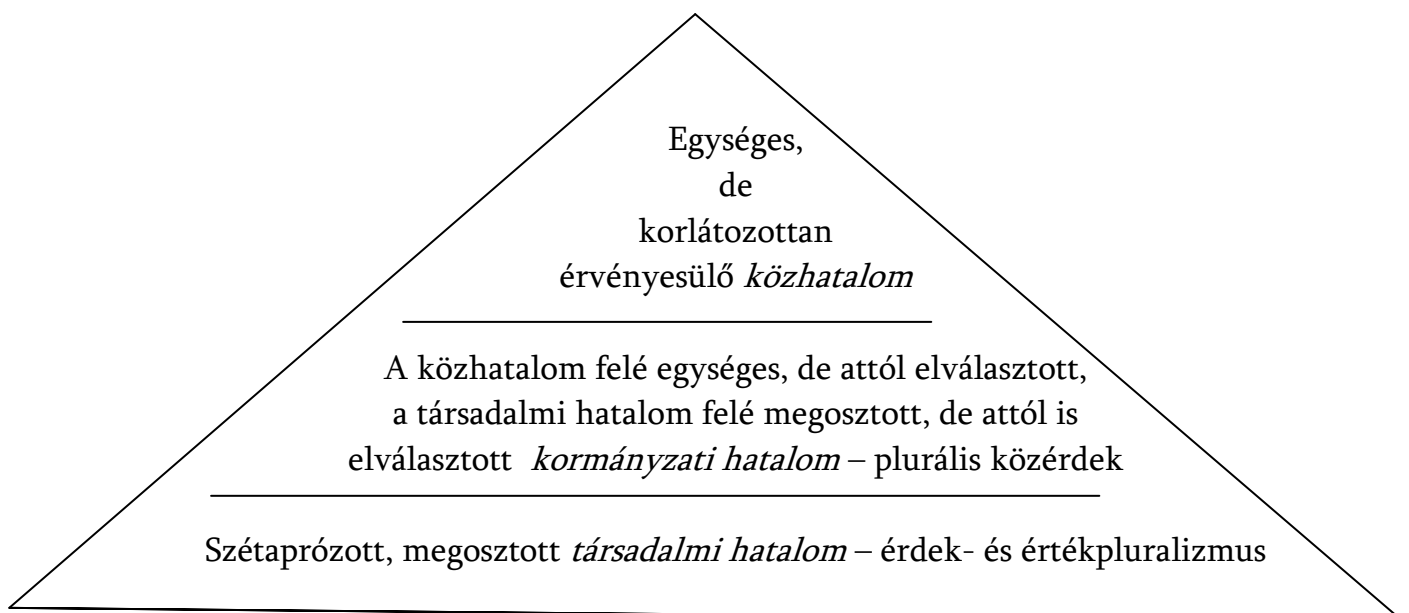 Egységes,
de
korlátozottan
érvényesülő közhatalom
A közhatalom felé egységes, de attól elválasztott,
a társadalmi hatalom felé megosztott, de attól is
elválasztott kormányzati hatalom – plurális közérdek
Szétaprózott, megosztott társadalmi hatalom – érdek- és értékpluralizmus